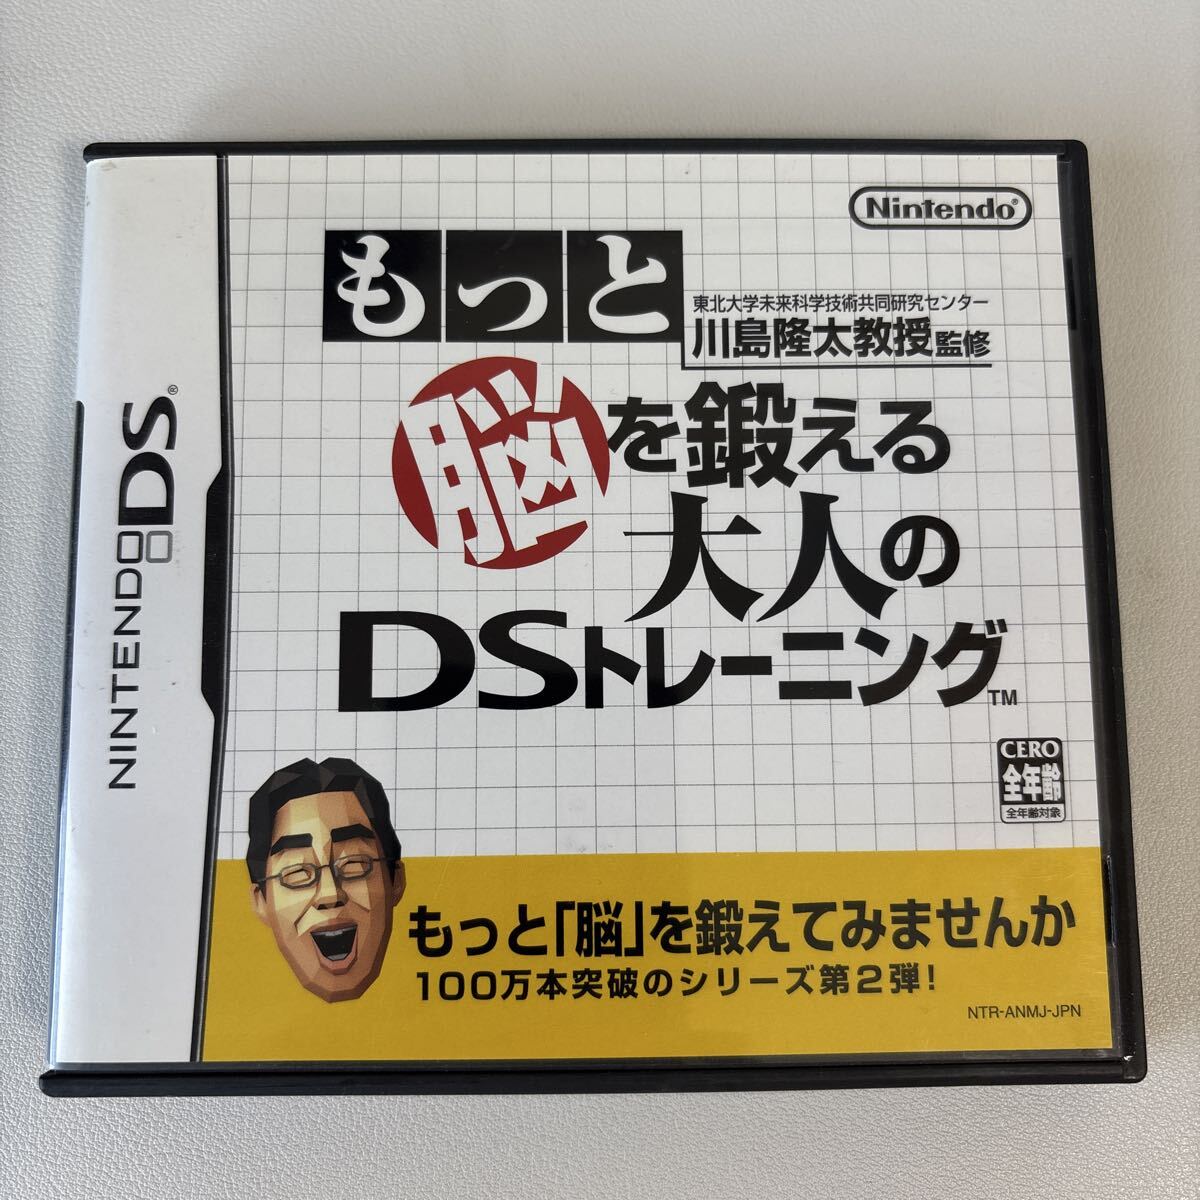 NINTENDO DS®
Nintendo®
もっと
東北大学未来科学技術共同研究センター
川島隆太教授監修
脳を鍛える
大人の
DSトレーニング™
CERO
全年齢
全年齢対象
もっと「脳」を鍛えてみませんか
100万本突破のシリーズ第2弾!
NTR-ANMJ-JPN